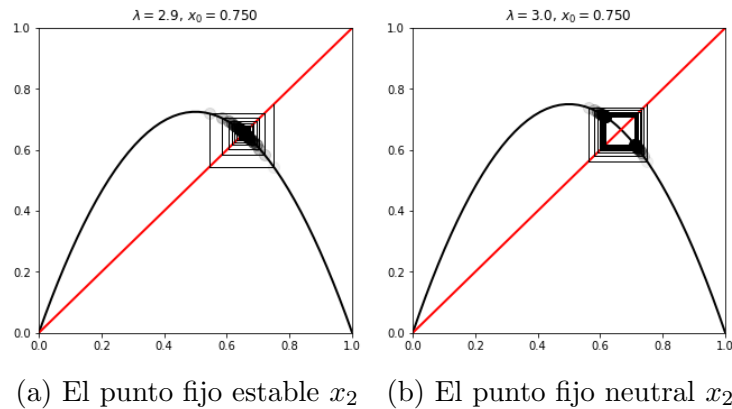 λ = 2.9, x₀ = 0.750
1.0
0.8
0.6
0.4
0.2
0.0
0.0 0.2 0.4 0.6 0.8 1.0
(a) El punto fijo estable x₂
λ = 3.0, x₀ = 0.750
1.0
0.8
0.6
0.4
0.2
0.0
0.0 0.2 0.4 0.6 0.8 1.0
(b) El punto fijo neutral x₂